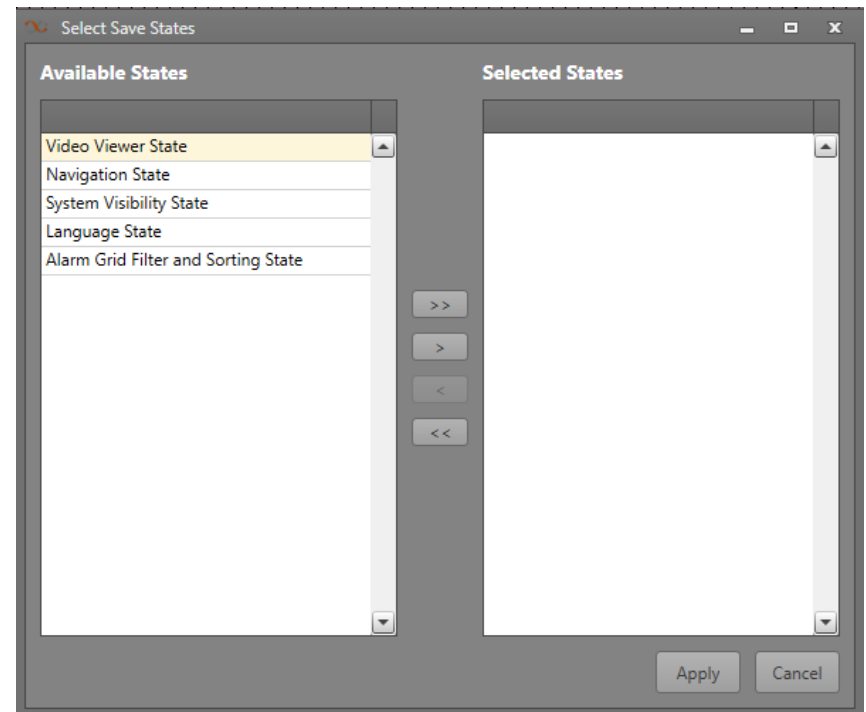 Select Save States
Available States
Selected States
Video Viewer State
Navigation State
System Visibility State
Language State
Alarm Grid Filter and Sorting State
>>
>
<
<<
Apply
Cancel